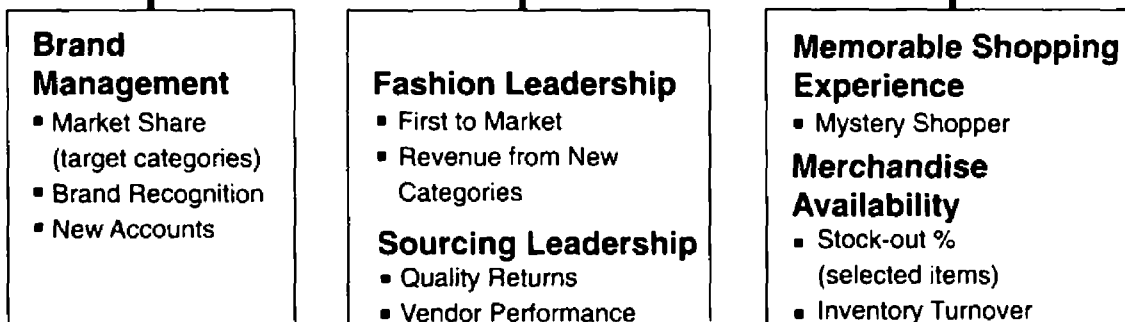 Brand
Management
▪ Market Share
(target categories)
▪ Brand Recognition
▪ New Accounts
Fashion Leadership
▪ First to Market
▪ Revenue from New
Categories
Sourcing Leadership
▪ Quality Returns
▪ Vendor Performance
Memorable Shopping
Experience
▪ Mystery Shopper
Merchandise
Availability
▪ Stock-out %
(selected items)
▪ Inventory Turnover